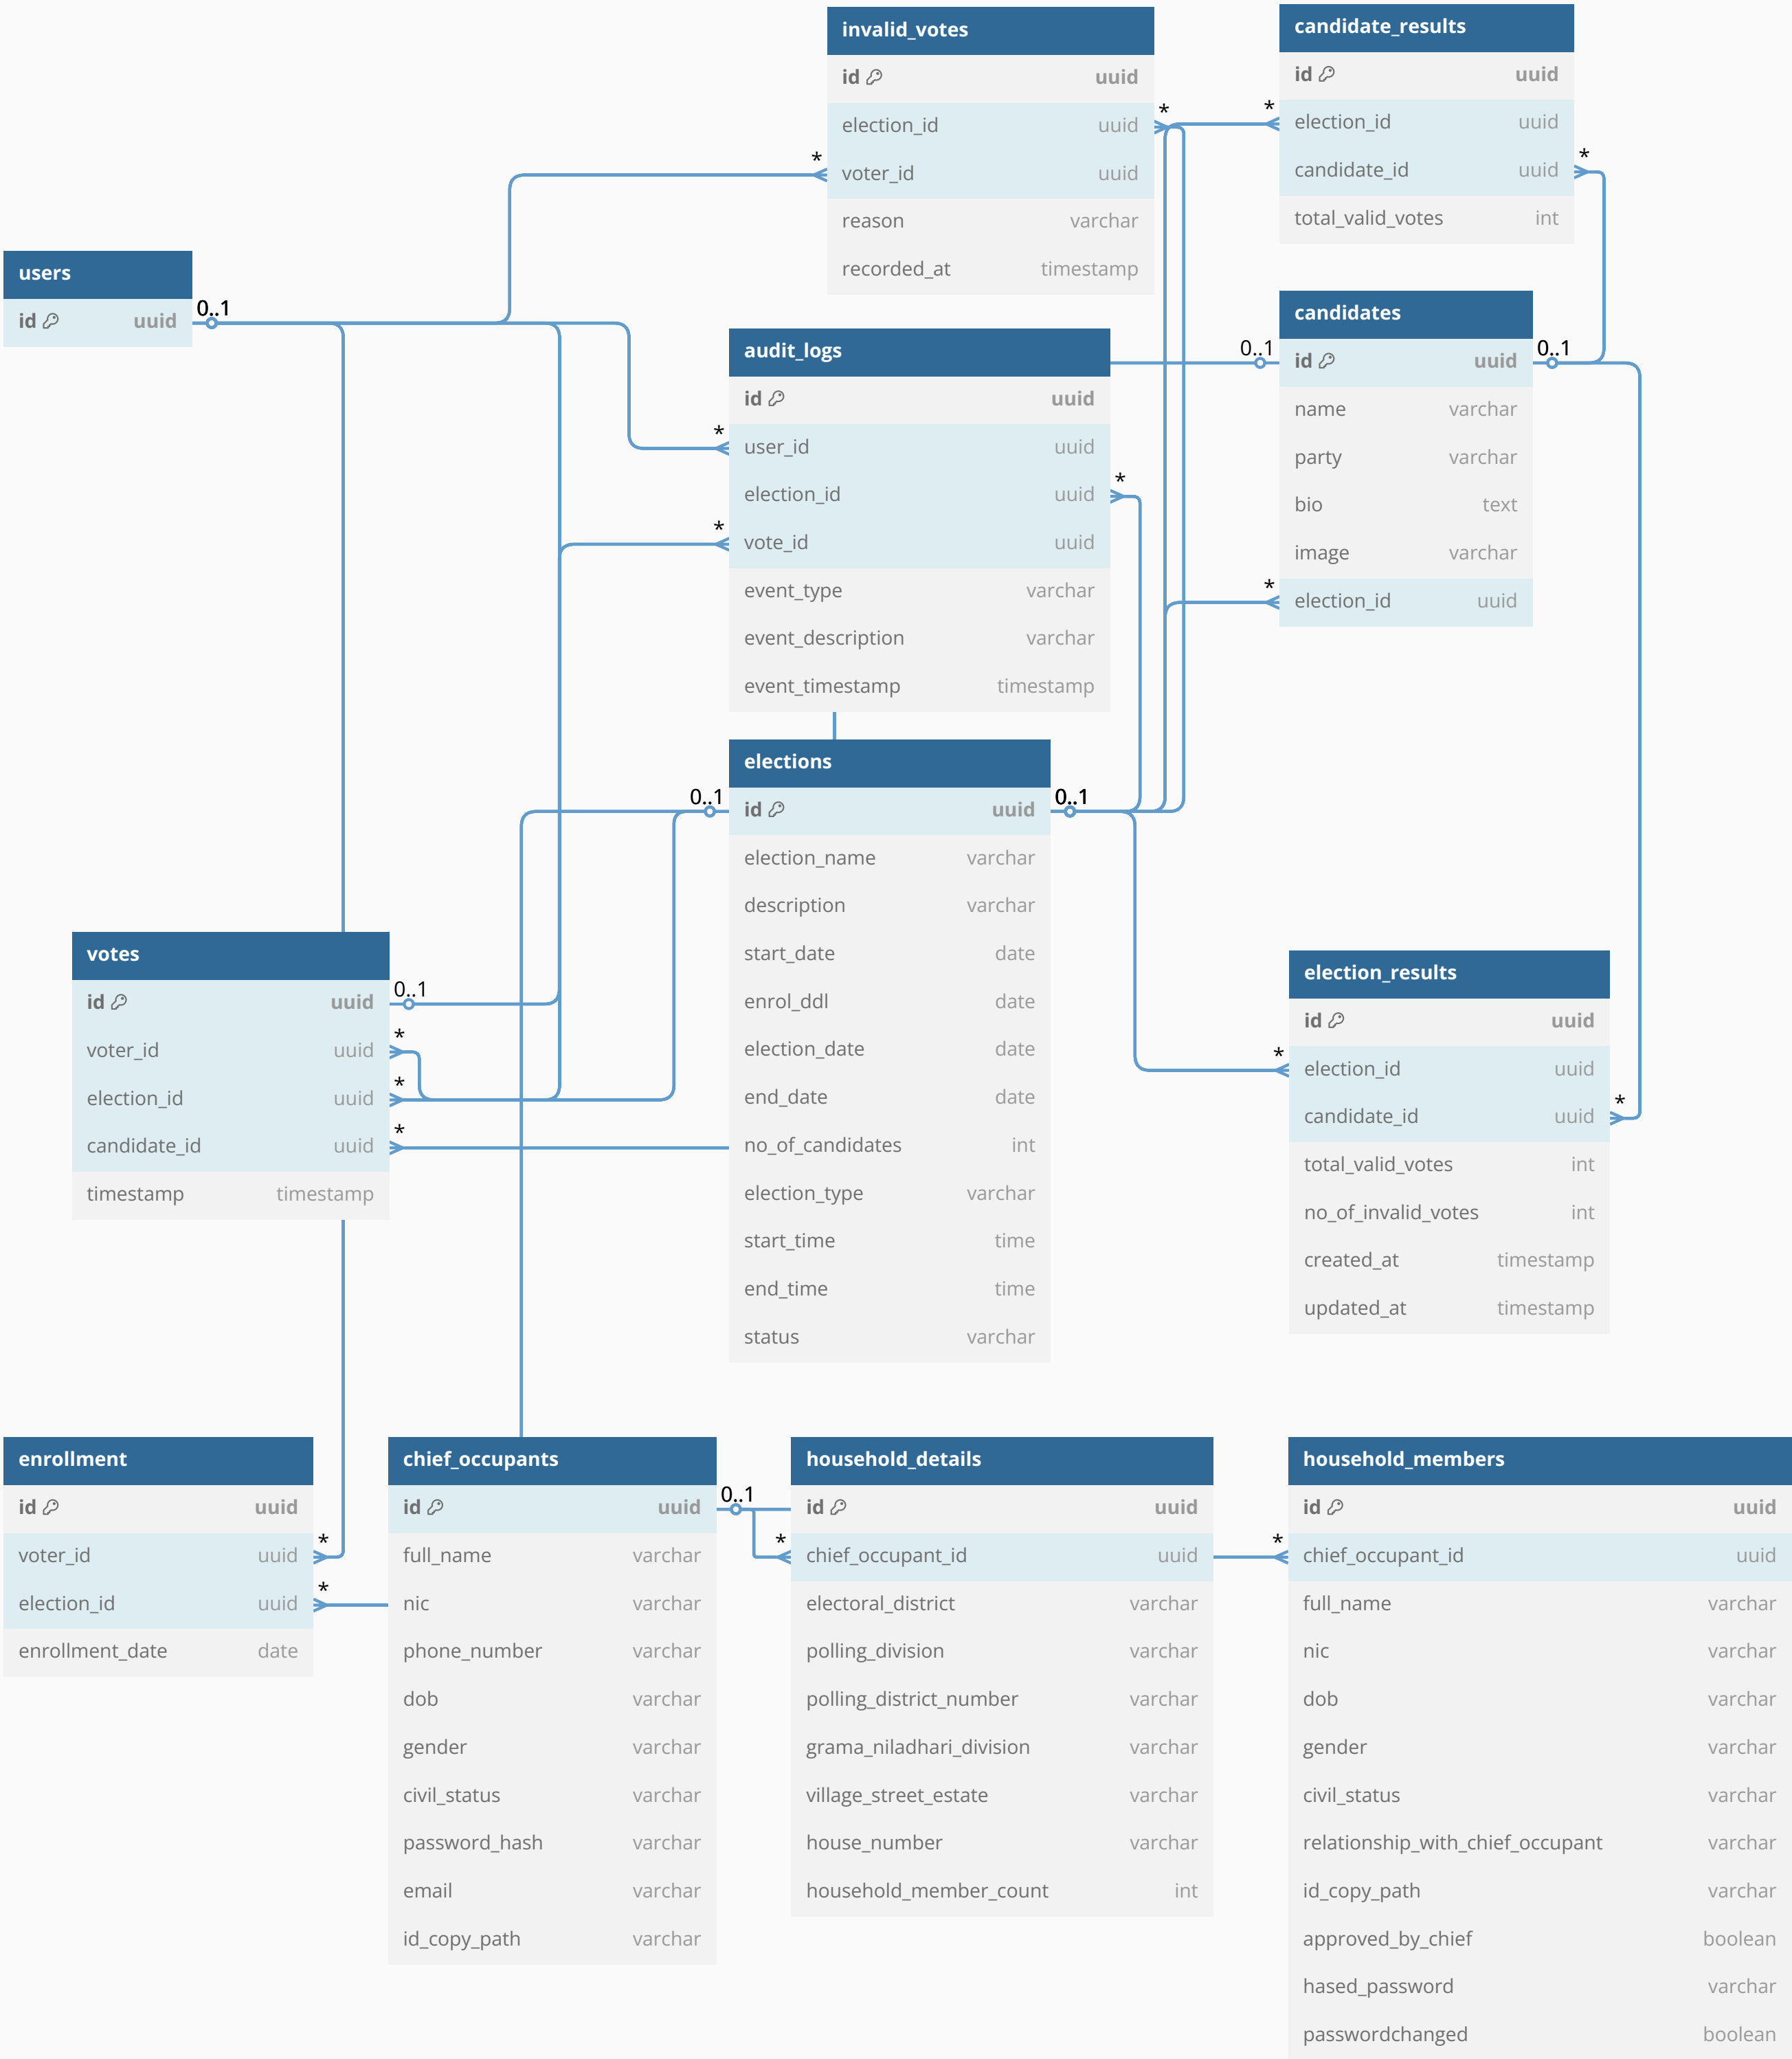 invalid_votes
id uuid
* election_id uuid *
* voter_id uuid
reason varchar
recorded_at timestamp
candidate_results
id uuid
* election_id uuid
candidate_id uuid *
total_valid_votes int
users
id uuid 0..1
audit_logs
id uuid
* user_id uuid
election_id uuid *
* vote_id uuid
event_type varchar
event_description varchar
event_timestamp timestamp
candidates
0..1 id uuid 0..1
name varchar
party varchar
bio text
image varchar
* election_id uuid
elections
0..1 id uuid 0..1
election_name varchar
description varchar
start_date date
enrol_ddl date
election_date date
end_date date
no_of_candidates int
election_type varchar
start_time time
end_time time
status varchar
votes
id uuid 0..1
voter_id uuid *
election_id uuid *
candidate_id uuid *
timestamp timestamp
election_results
id uuid
* election_id uuid
candidate_id uuid *
total_valid_votes int
no_of_invalid_votes int
created_at timestamp
updated_at timestamp
enrollment
id uuid
voter_id uuid *
election_id uuid *
enrollment_date date
chief_occupants
id uuid 0..1
full_name varchar
nic varchar
phone_number varchar
dob varchar
gender varchar
civil_status varchar
password_hash varchar
email varchar
id_copy_path varchar
household_details
id uuid
* chief_occupant_id uuid
electoral_district varchar
polling_division varchar
polling_district_number varchar
grama_niladhari_division varchar
village_street_estate varchar
house_number varchar
household_member_count int
household_members
id uuid
* chief_occupant_id uuid
full_name varchar
nic varchar
dob varchar
gender varchar
civil_status varchar
relationship_with_chief_occupant varchar
id_copy_path varchar
approved_by_chief boolean
hased_password varchar
passwordchanged boolean